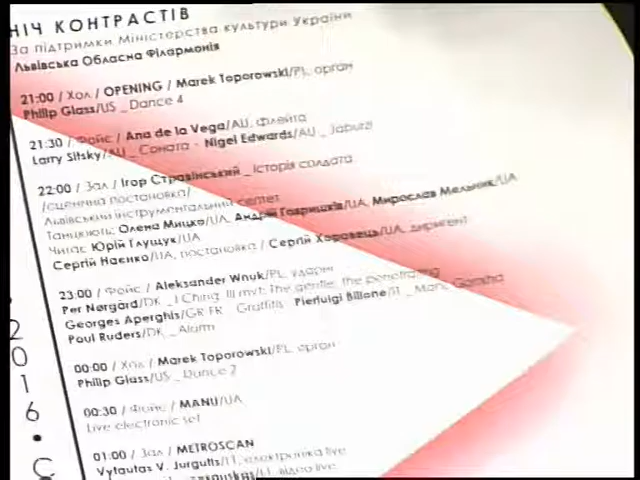 НІЧ КОНТРАСТІВ
За підтримки Міністерства культури України
Львівська Обласна Філармонія
21:00 / Хол / OPENING / Marek Toporowski/PL, орган
Philip Glass/US _ Dance 4
21:30 / Фойє / Ana de la Vega/AU, флейта
Larry Sitsky/AU _ Соната - Nigel Edwards/AU _ Jaburzi
22:00 / Зал / Ігор Стравінський _ Історія солдата
/сценічна постановка/
Львівський інструментальний септет
Танцюють: Олена Мицко/UA, Андрій Гавришків/UA, Мирослав Мельник/UA
Читає: Юрій Глущук/UA
Сергій Наєнко/UA, постановка / Сергій Хоровець/UA, диригент
23:00 / Фойє / Aleksander Wnuk/PL, ударні
Per Nørgård/DK _ I Ching: III mvt: The gentle, the penetrating
Georges Aperghis/GR FR _ Graffitis - Pierluigi Billone/IT _ Mani. Gonxha
Poul Ruders/DK _ Alarm
00:00 / Хол / Marek Toporowski/PL, орган
Philip Glass/US _ Dance 2
00:30 / Фойє / MANU/UA
Live electronic set
01:00 / Зал / METROSCAN
Vytautas V. Jurgutis/LT, електроніка live
/LT, відео live
2016 • С